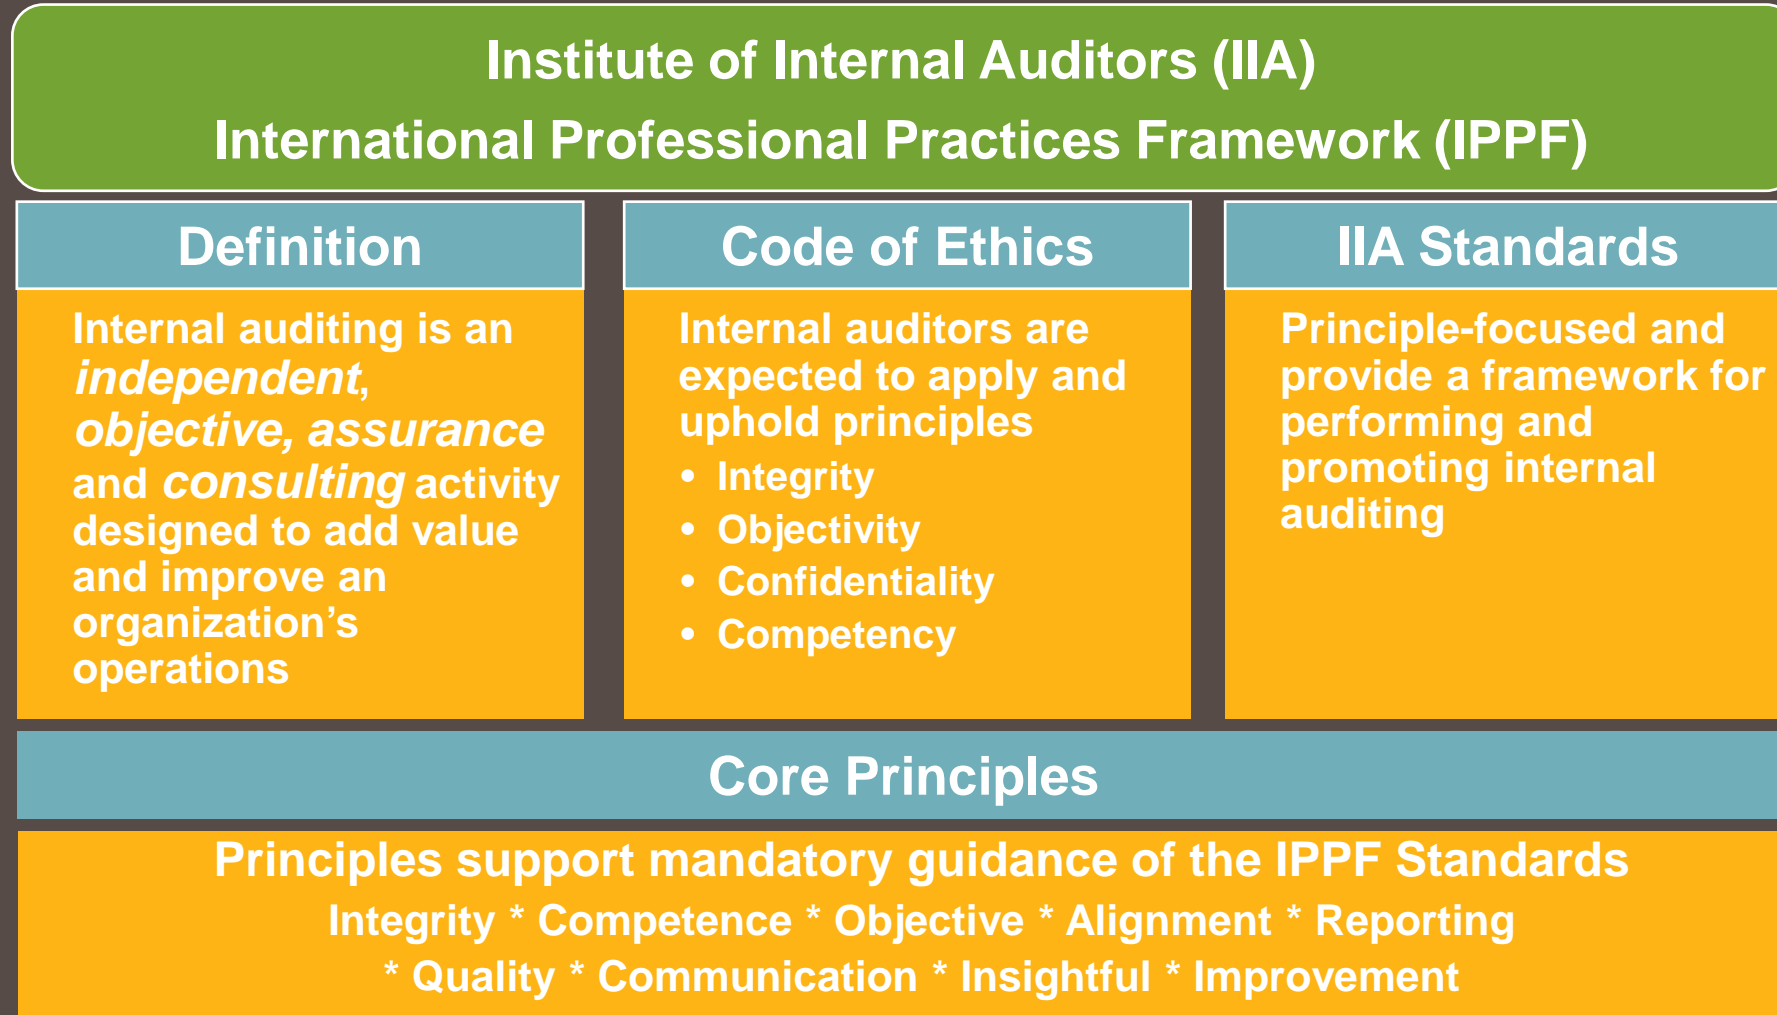 Institute of Internal Auditors (IIA)
International Professional Practices Framework (IPPF)
Definition
Internal auditing is an
independent,
objective, assurance
and consulting activity
designed to add value
and improve an
organization’s
operations
Code of Ethics
Internal auditors are
expected to apply and
uphold principles
• Integrity
• Objectivity
• Confidentiality
• Competency
IIA Standards
Principle-focused and
provide a framework for
performing and
promoting internal
auditing
Core Principles
Principles support mandatory guidance of the IPPF Standards
Integrity * Competence * Objective * Alignment * Reporting
* Quality * Communication * Insightful * Improvement